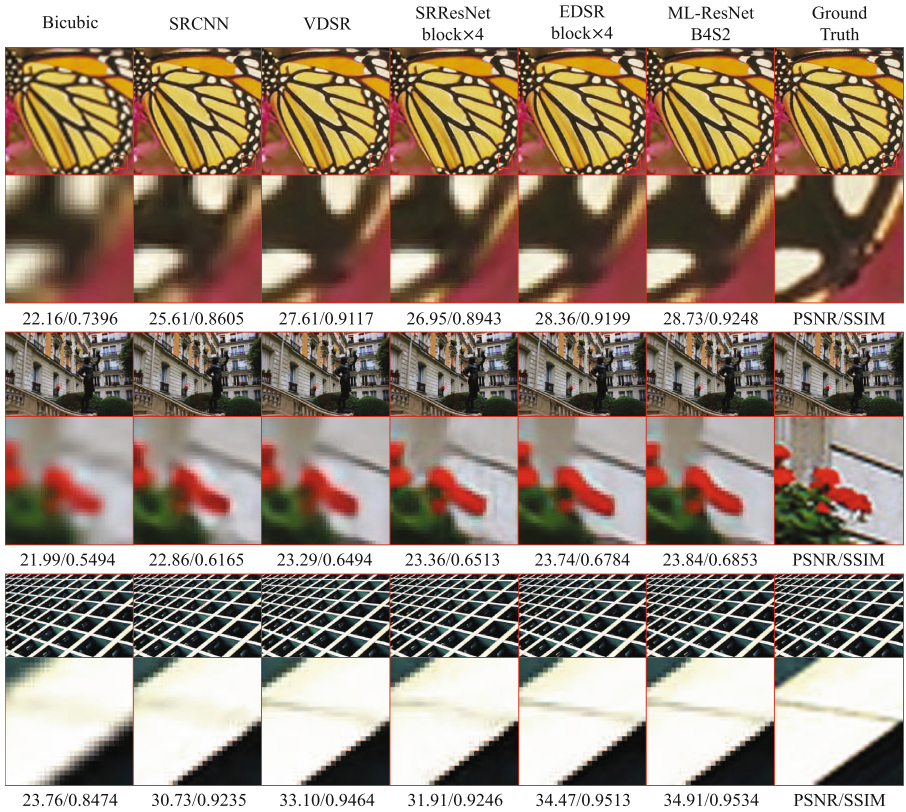 Bicubic SRCNN VDSR SRResNet block×4 EDSR block×4 ML-ResNet B4S2 Ground Truth
22.16/0.7396 25.61/0.8605 27.61/0.9117 26.95/0.8943 28.36/0.9199 28.73/0.9248 PSNR/SSIM
21.99/0.5494 22.86/0.6165 23.29/0.6494 23.36/0.6513 23.74/0.6784 23.84/0.6853 PSNR/SSIM
23.76/0.8474 30.73/0.9235 33.10/0.9464 31.91/0.9246 34.47/0.9513 34.91/0.9534 PSNR/SSIM